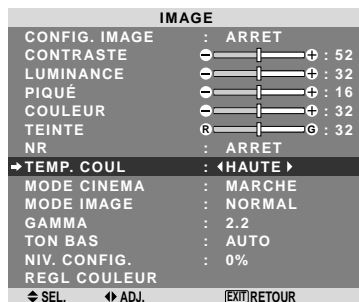 IMAGE
CONFIG. IMAGE : ARRET
CONTRASTE : 52
LUMINANCE : 32
PIQUÉ : 16
COULEUR : 32
TEINTE R G : 32
NR : ARRET
TEMP. COUL : HAUTE
MODE CINEMA : MARCHE
MODE IMAGE : NORMAL
GAMMA : 2.2
TON BAS : AUTO
NIV. CONFIG. : 0%
REGL COULEUR
SEL. ADJ. EXIT RETOUR